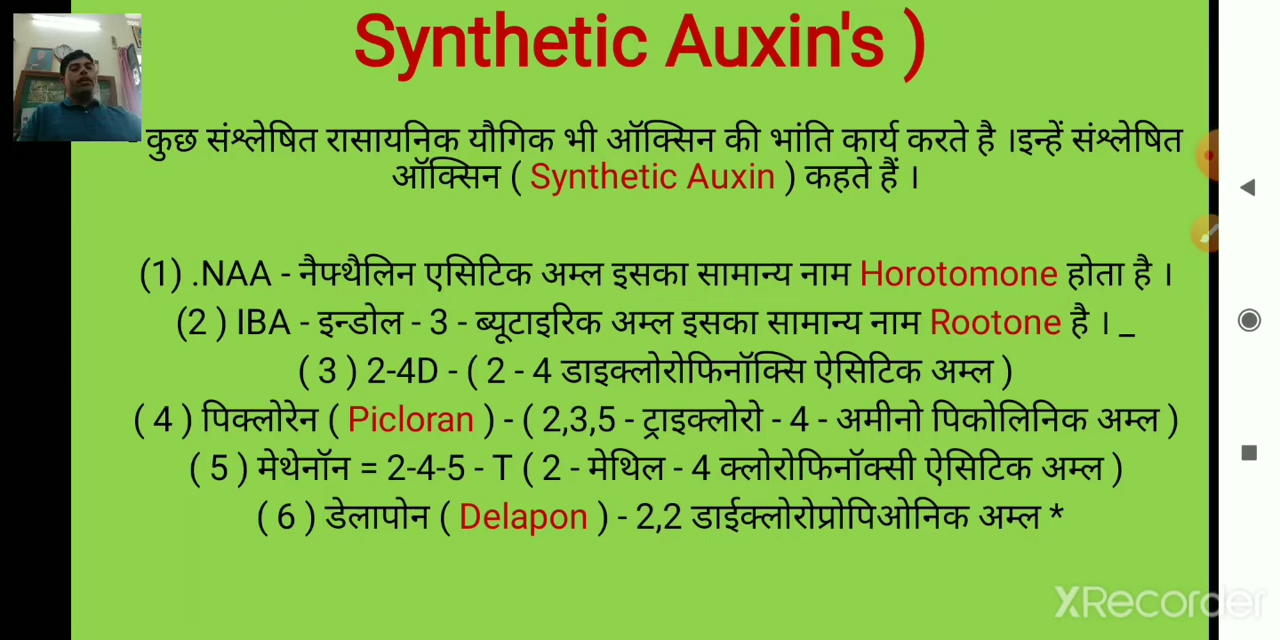 Synthetic Auxin's )
- कुछ संश्लेषित रासायनिक यौगिक भी ऑक्सिन की भांति कार्य करते है ।इन्हें संश्लेषित
ऑक्सिन ( Synthetic Auxin ) कहते हैं ।
(1) .NAA - नैफ्थैलिन एसिटिक अम्ल इसका सामान्य नाम Horotomone होता है ।
(2 ) IBA - इन्डोल - 3 - ब्यूटाइरिक अम्ल इसका सामान्य नाम Rootone है । _
( 3 ) 2-4D - ( 2 - 4 डाइक्लोरोफिनॉक्सि ऐसिटिक अम्ल )
( 4 ) पिक्लोरेन ( Picloran ) - ( 2,3,5 - ट्राइक्लोरो - 4 - अमीनो पिकोलिनिक अम्ल )
( 5 ) मेथेनॉन = 2-4-5 - T ( 2 - मेथिल - 4 क्लोरोफिनॉक्सी ऐसिटिक अम्ल )
( 6 ) डेलापोन ( Delapon ) - 2,2 डाईक्लोरोप्रोपिओनिक अम्ल *
XRecorder